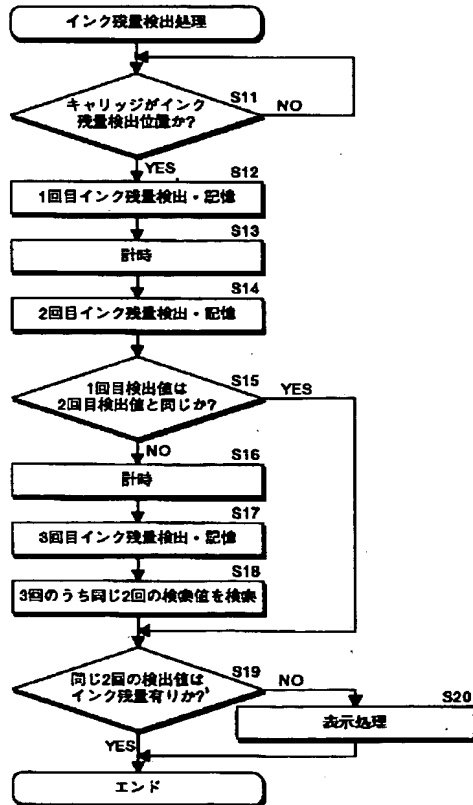 インク残量検出処理
キャリッジがインク
残量検出位置か?
S11
NO
YES
S12
1回目インク残量検出・記憶
S13
計時
S14
2回目インク残量検出・記憶
1回目検出値は
2回目検出値と同じか?
S15
YES
NO
S16
計時
S17
3回目インク残量検出・記憶
S18
3回のうち同じ2回の検索値を検索
同じ2回の検出値は
インク残量有りか?
S19
NO
S20
表示処理
YES
エンド